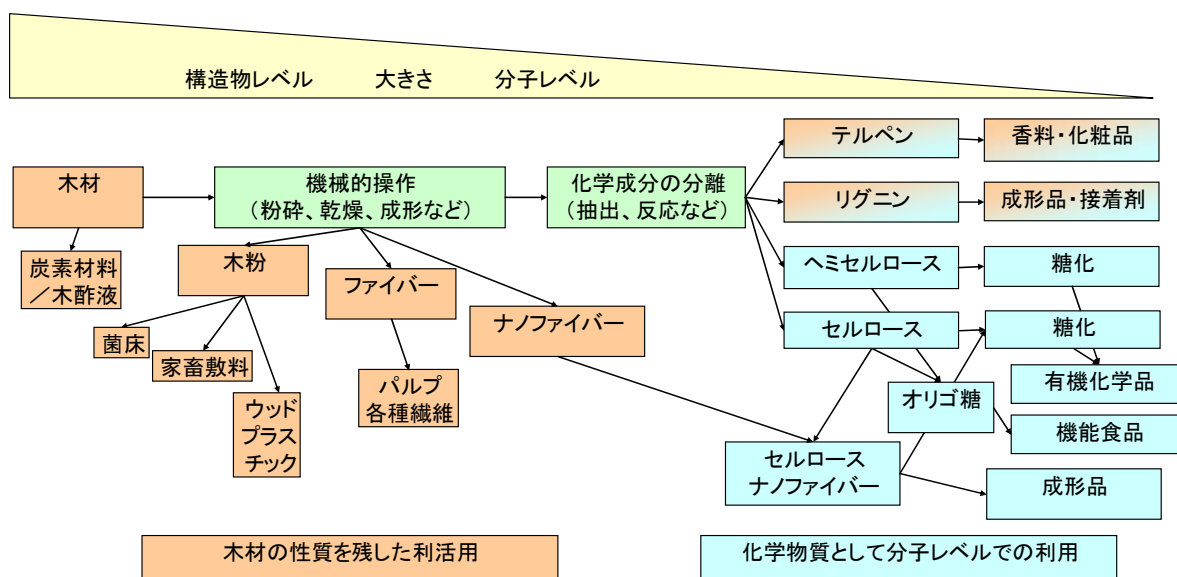 構造物レベル 大きさ 分子レベル
木材
機械的操作
(粉砕、乾燥、成形など)
化学成分の分離
(抽出、反応など)
テルペン
香料・化粧品
リグニン
成形品・接着剤
ヘミセルロース
糖化
セルロース
糖化
炭素材料
／木酢液
木粉
ファイバー
ナノファイバー
菌床
家畜敷料
ウッド
プラス
チック
パルプ
各種繊維
オリゴ糖
有機化学品
機能食品
セルロース
ナノファイバー
成形品
木材の性質を残した利活用
化学物質として分子レベルでの利用